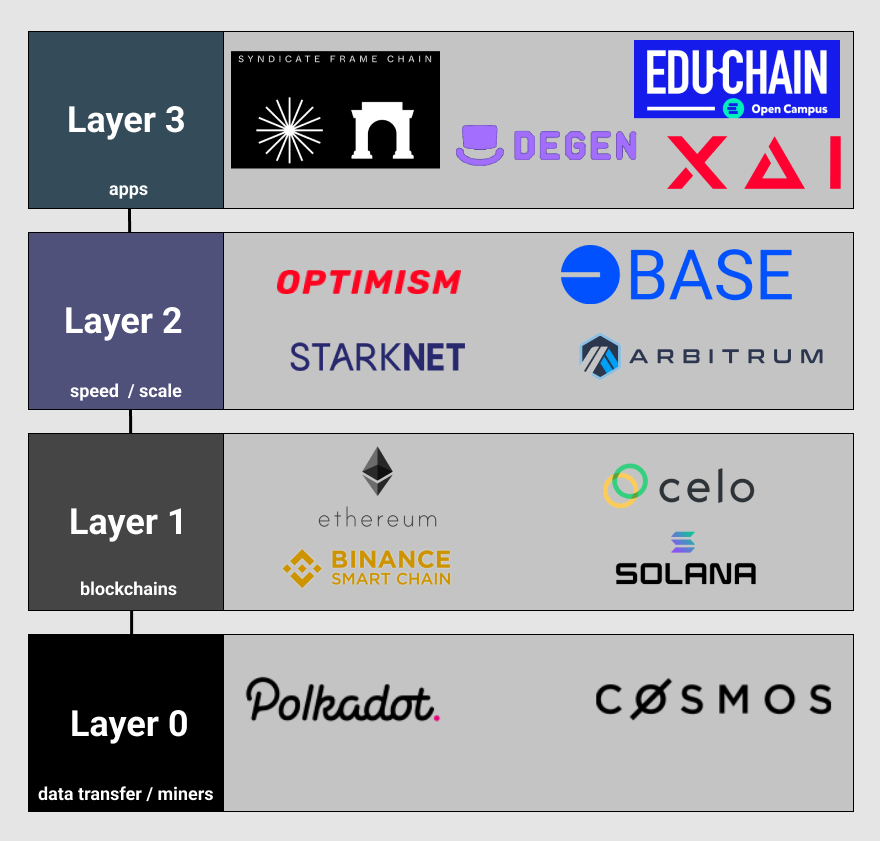 Layer 3
apps
SYNDICATE FRAME CHAIN
DEGEN
EDU CHAIN
Open Campus
XAI
Layer 2
speed / scale
OPTIMISM
BASE
STARKNET
ARBITRUM
Layer 1
blockchains
ethereum
celo
BINANCE
SMART CHAIN
SOLANA
Layer 0
data transfer / miners
Polkadot.
CØSMOS